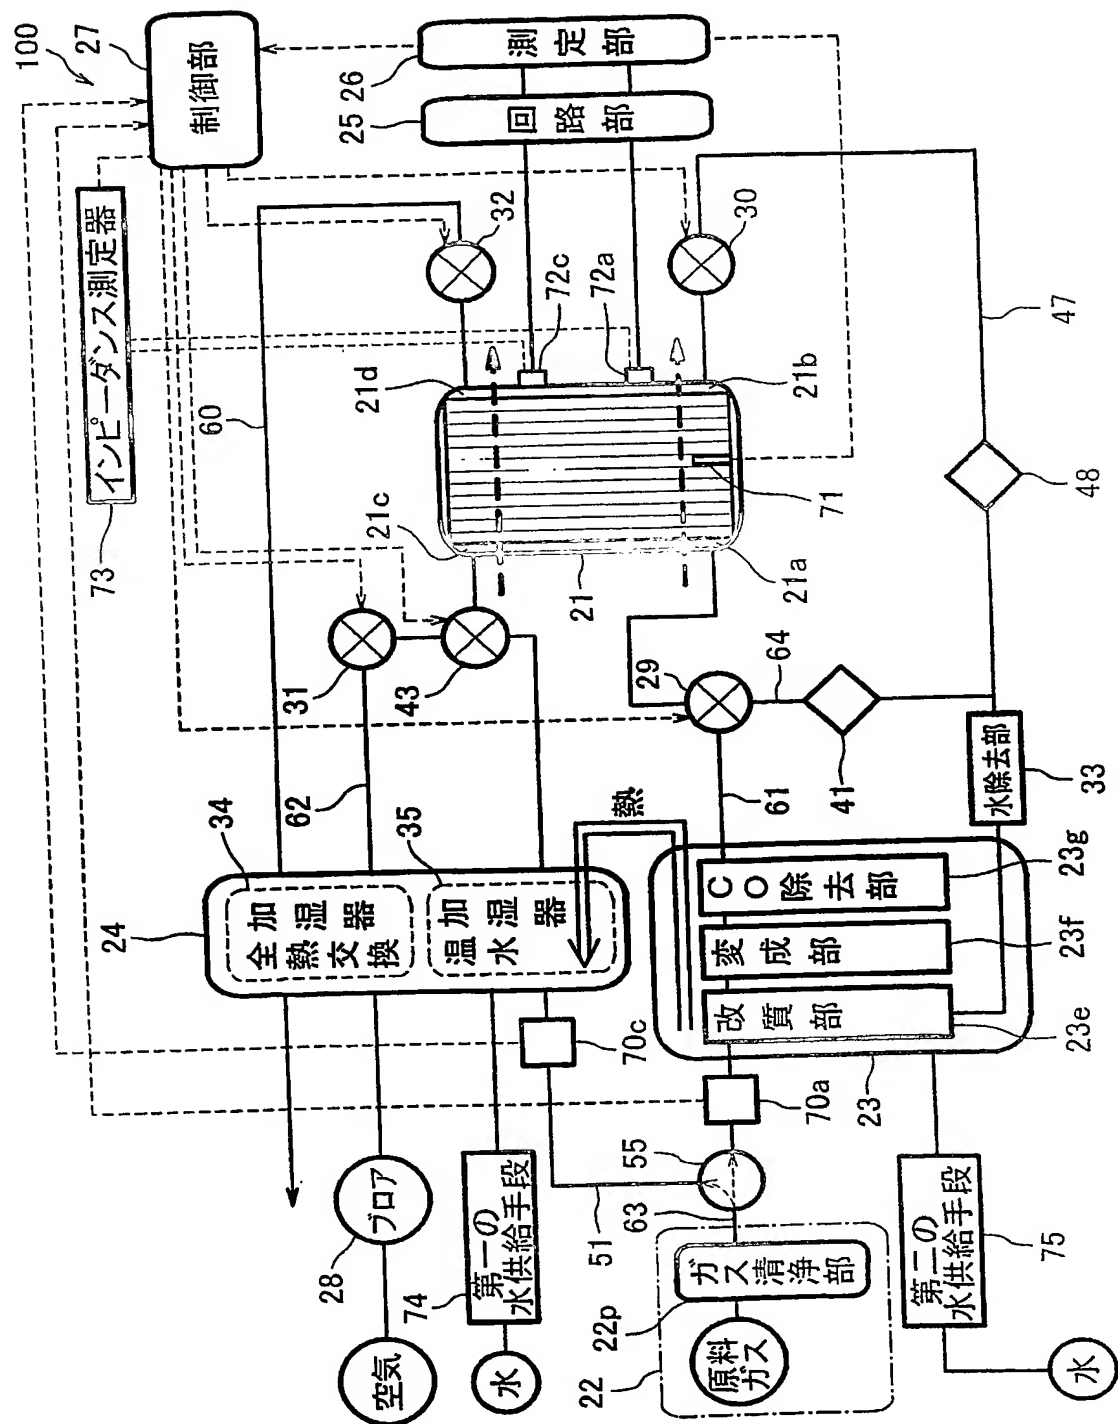 100
27
制御部
測定部
26
回路部
25
インピーダンス測定器
73
60
32
30
72c
72a
21d
21b
47
48
71
21c
21
21a
31
43
29
64
41
62
61
33
水除去部
34
35
熱
24
全熱交換
加湿器
温水
加湿器
CO除去部
23g
変成部
23f
改質部
23e
23
70c
70a
55
51
63
ブロア
28
空気
第一の
水供給手段
74
水
ガス清浄部
22p
原料
ガス
22
第二の
水供給手段
75
水